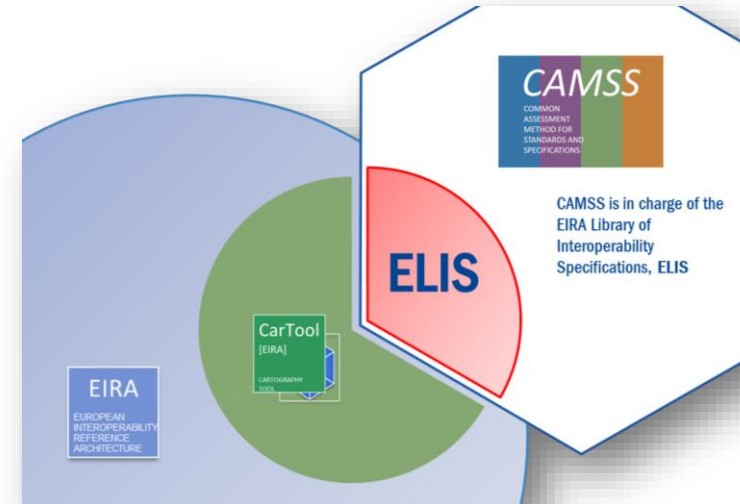 CAMSS
COMMON
ASSESSMENT
METHOD FOR
STANDARDS AND
SPECIFICATIONS
CAMSS is in charge of the
EIRA Library of
Interoperability
Specifications, ELIS
ELIS
CarTool
[EIRA]
CARTOGRAPHY
TOOL
EIRA
EUROPEAN
INTEROPERABILITY
REFERENCE
ARCHITECTURE